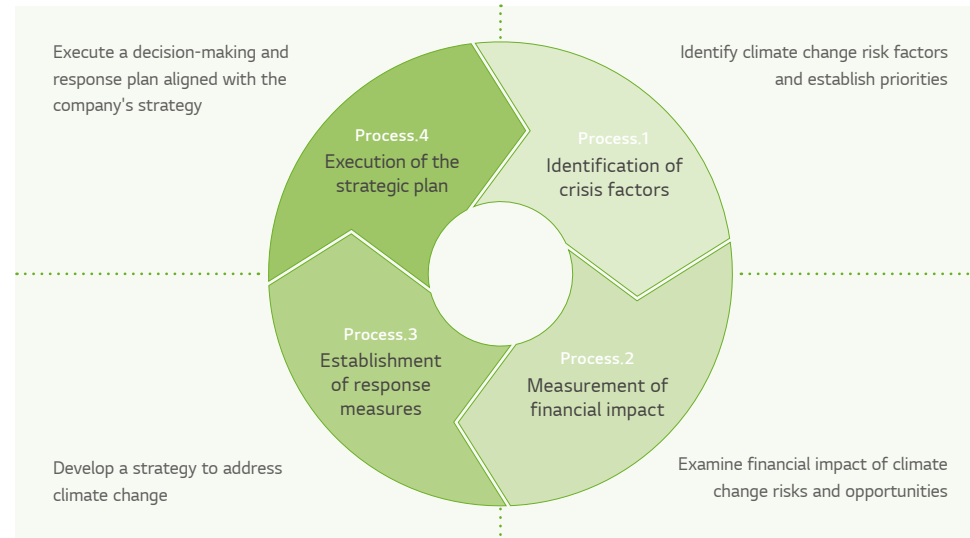 Execute a decision-making and
response plan aligned with the
company's strategy
Identify climate change risk factors
and establish priorities
Process.4
Execution of the
strategic plan
Process.1
Identification of
crisis factors
Process.3
Establishment
of response
measures
Process.2
Measurement of
financial impact
Develop a strategy to address
climate change
Examine financial impact of climate
change risks and opportunities